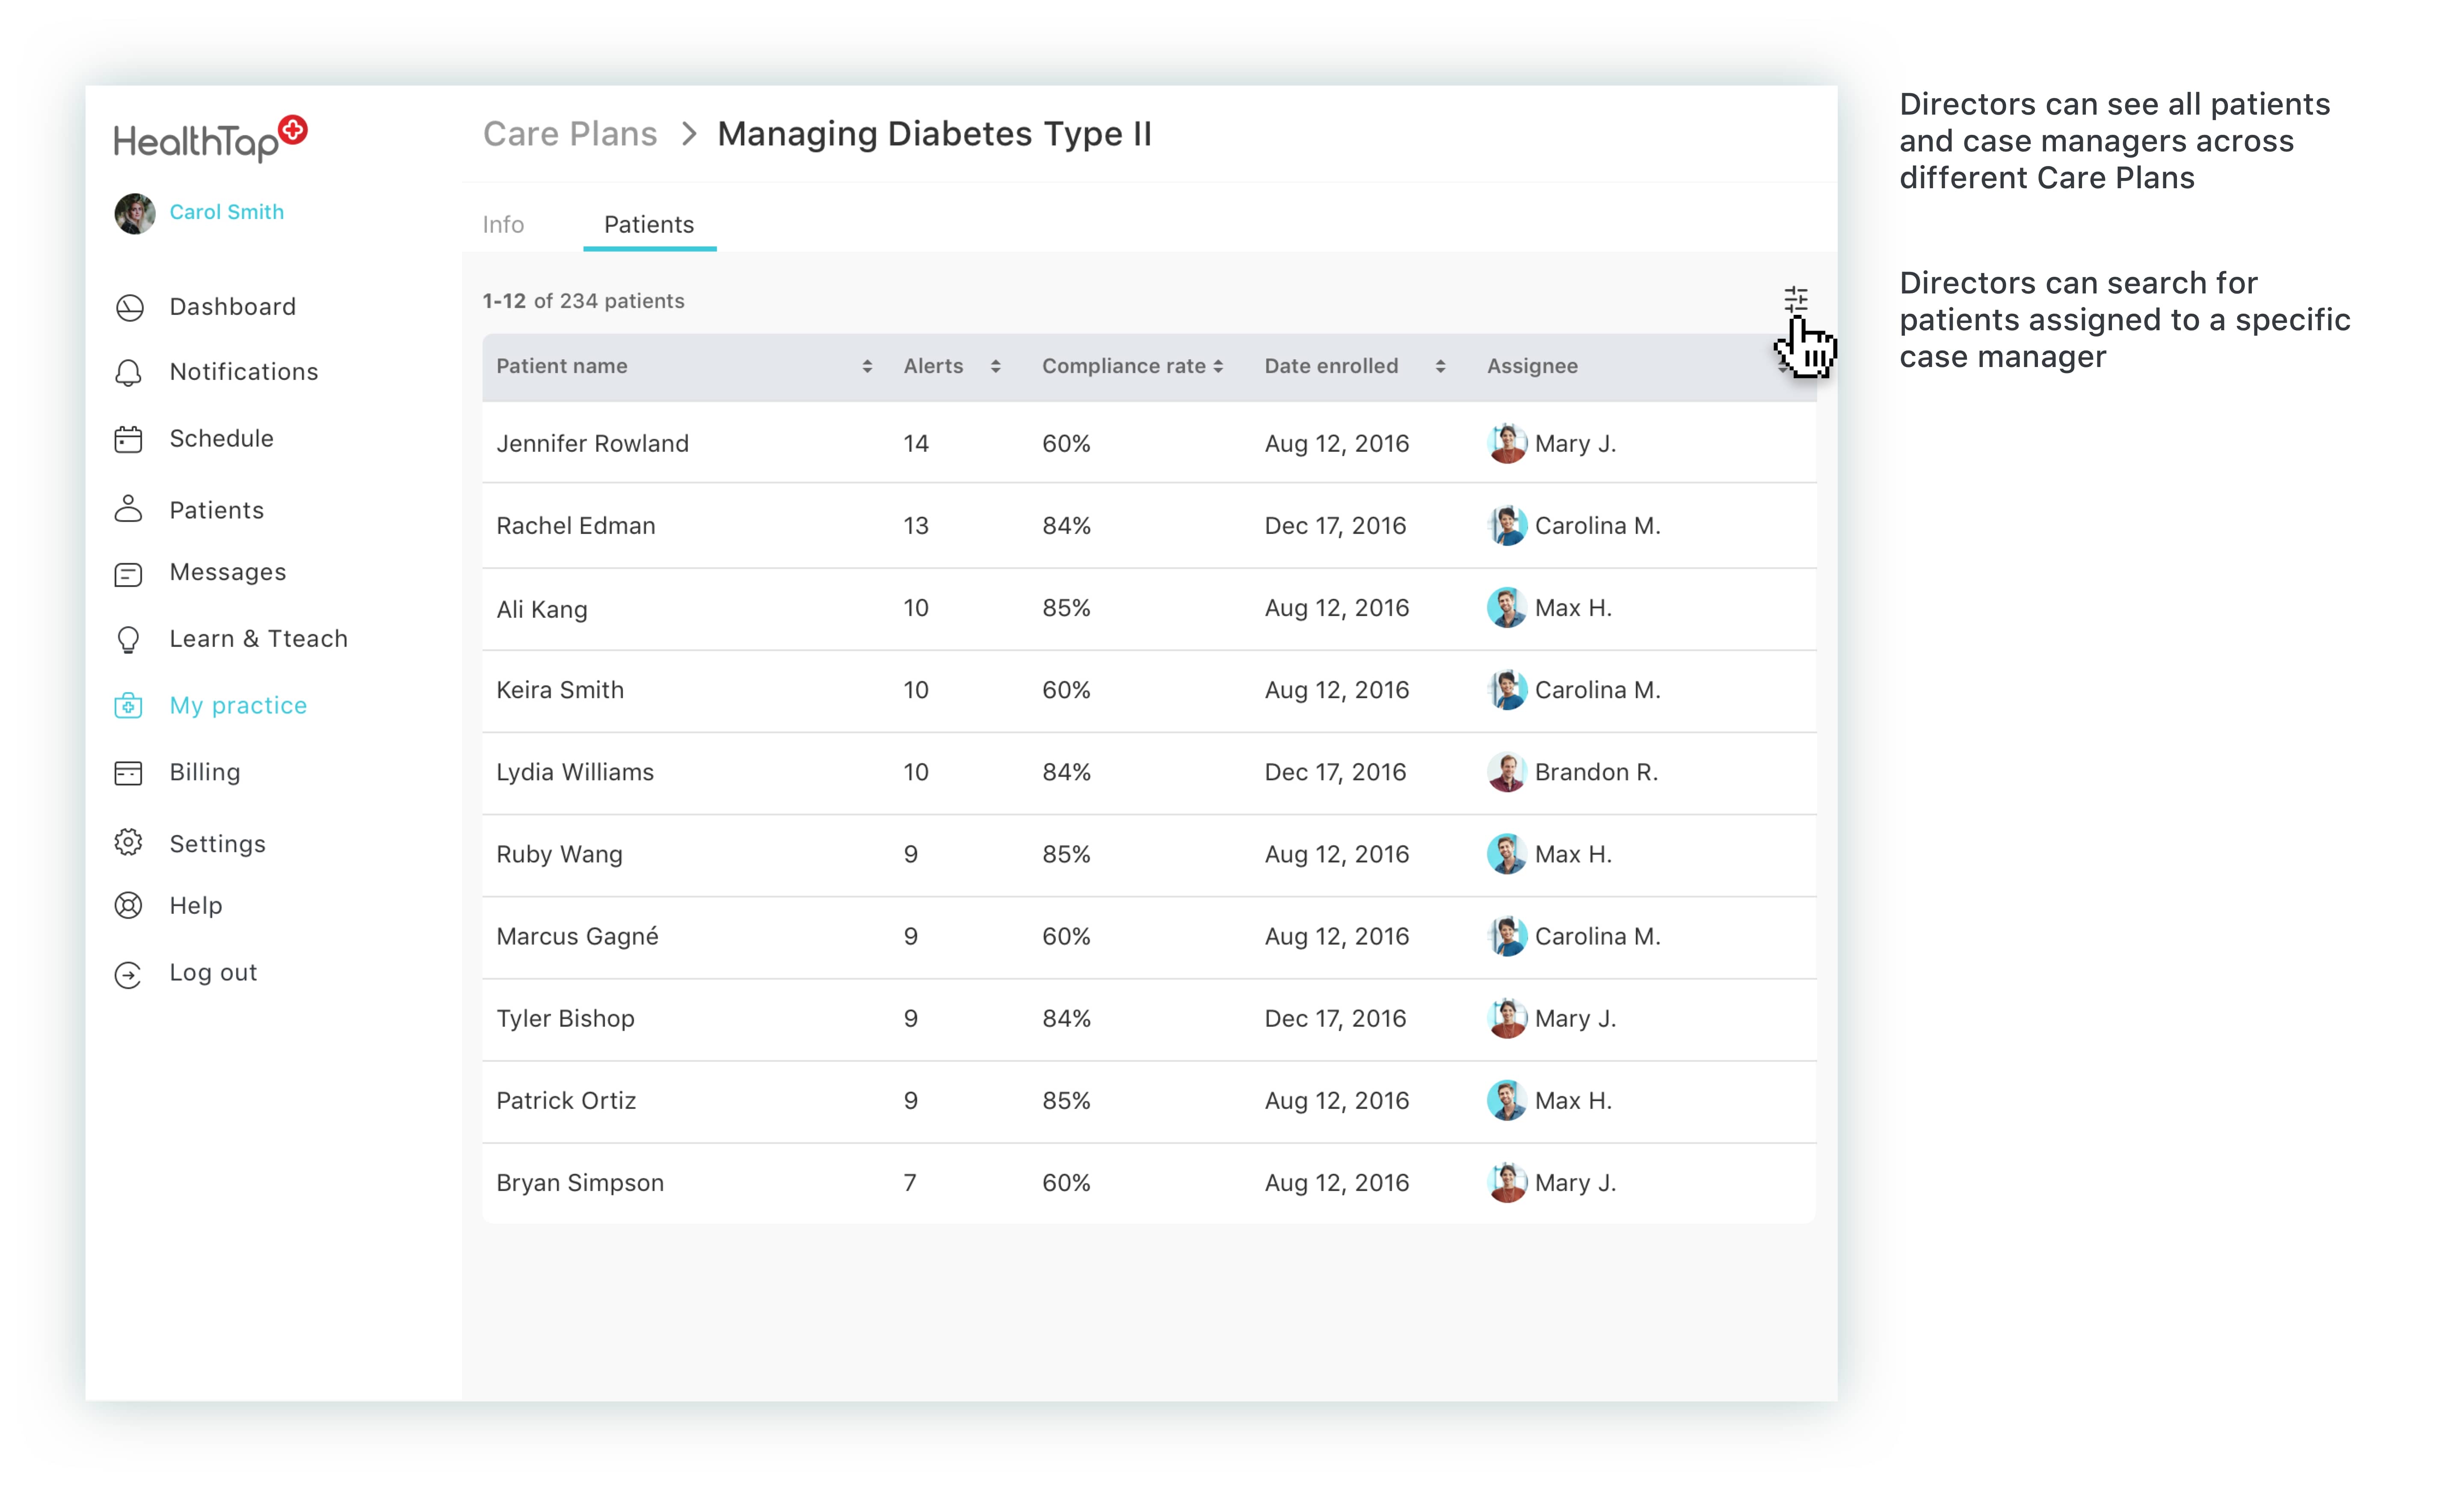 HealthTap
Carol Smith
Dashboard
Notifications
Schedule
Patients
Messages
Learn & Tteach
My practice
Billing
Settings
Help
Log out
Care Plans > Managing Diabetes Type II
Info Patients
1-12 of 234 patients
Patient name Alerts Compliance rate Date enrolled Assignee
Jennifer Rowland 14 60% Aug 12, 2016 Mary J.
Rachel Edman 13 84% Dec 17, 2016 Carolina M.
Ali Kang 10 85% Aug 12, 2016 Max H.
Keira Smith 10 60% Aug 12, 2016 Carolina M.
Lydia Williams 10 84% Dec 17, 2016 Brandon R.
Ruby Wang 9 85% Aug 12, 2016 Max H.
Marcus Gagné 9 60% Aug 12, 2016 Carolina M.
Tyler Bishop 9 84% Dec 17, 2016 Mary J.
Patrick Ortiz 9 85% Aug 12, 2016 Max H.
Bryan Simpson 7 60% Aug 12, 2016 Mary J.
Directors can see all patients
and case managers across
different Care Plans
Directors can search for
patients assigned to a specific
case manager